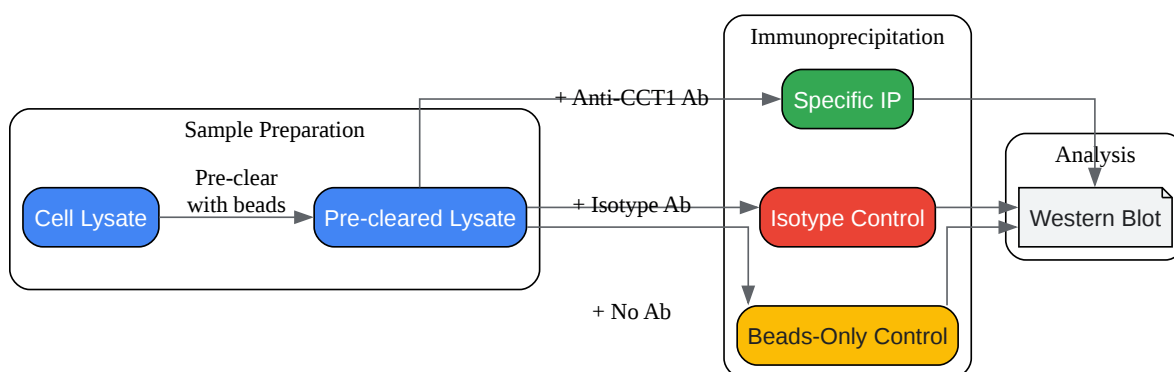 Immunoprecipitation
+ Anti-CCT1 Ab
Specific IP
Sample Preparation
Analysis
Pre-clear
with beads
Cell Lysate
Pre-cleared Lysate
+ Isotype Ab
Isotype Control
Western Blot
+ No Ab
Beads-Only Control